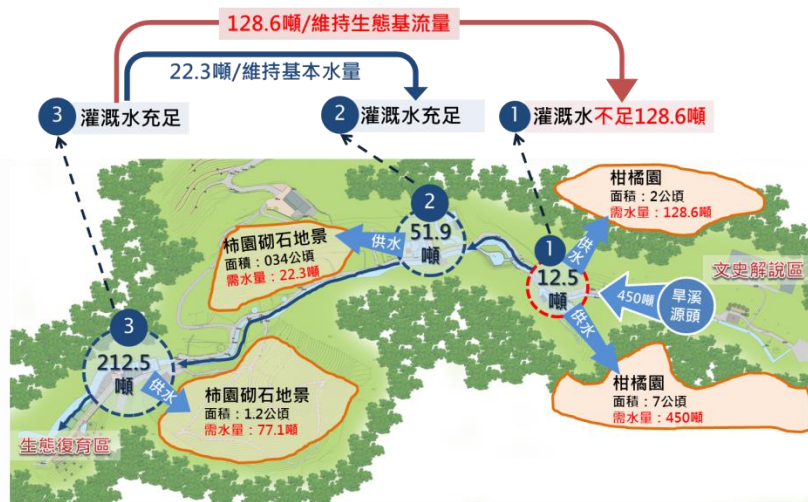 128.6噸/維持生態基流量
22.3噸/維持基本水量
3 灌溉水充足
2 灌溉水充足
1 灌溉水不足128.6噸
柑橘園
面積：2公頃
需水量：128.6噸
2
51.9
噸
供水
柿園砌石地景
面積：034公頃
需水量：22.3噸
1
12.5
噸
供水
文史解說區
450噸
旱溪
源頭
供水
3
212.5
噸
供水
柿園砌石地景
面積：1.2公頃
需水量：77.1噸
柑橘園
面積：7公頃
需水量：450噸
生態復育區